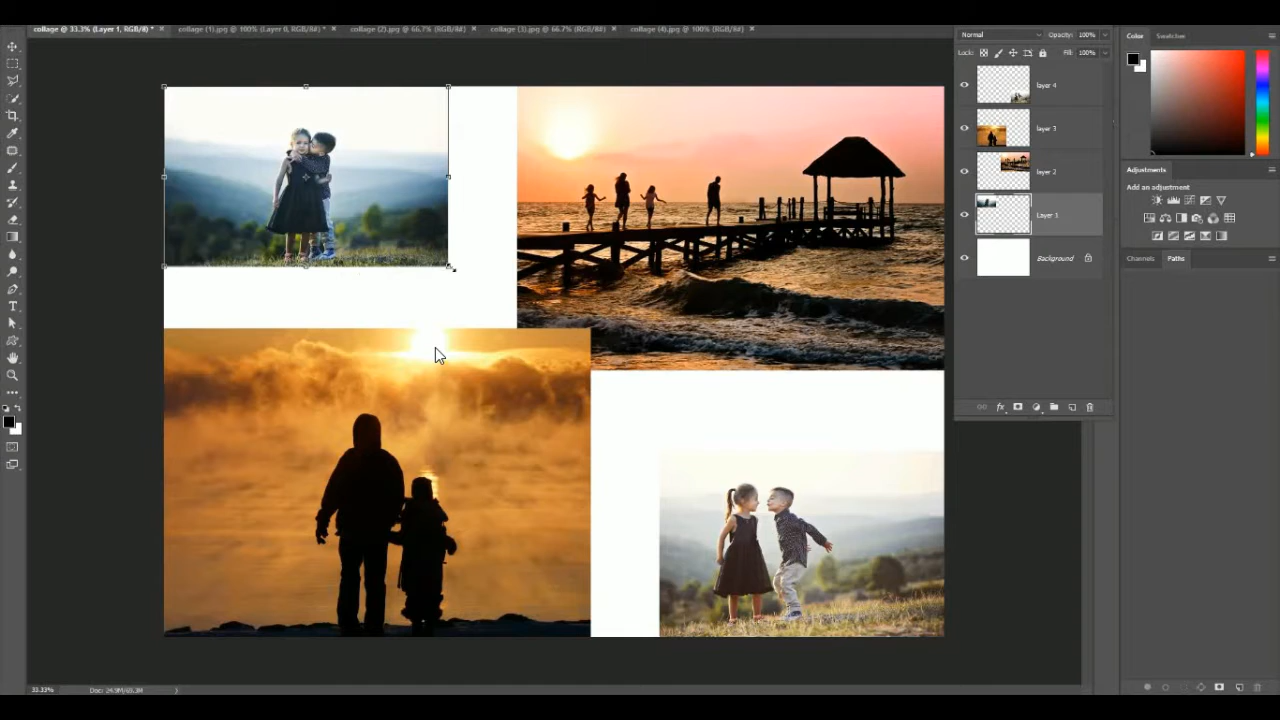 collage @ 33.3% (Layer 1, RGB/8) *
collage (1).jpg @ 100% (Layer 0, RGB/8#) *
collage (2).jpg @ 66.7% (RGB/8#)
collage (3).jpg @ 66.7% (RGB/8#)
collage (4).jpg @ 100% (RGB/8#)
Normal
Opacity: 100%
Lock:
Fill: 100%
layer 4
layer 3
layer 2
Layer 1
Background
fx
Color
Swatches
Adjustments
Add an adjustment
Channels
Paths
33.33%
Doc: 24.9M/69.3M